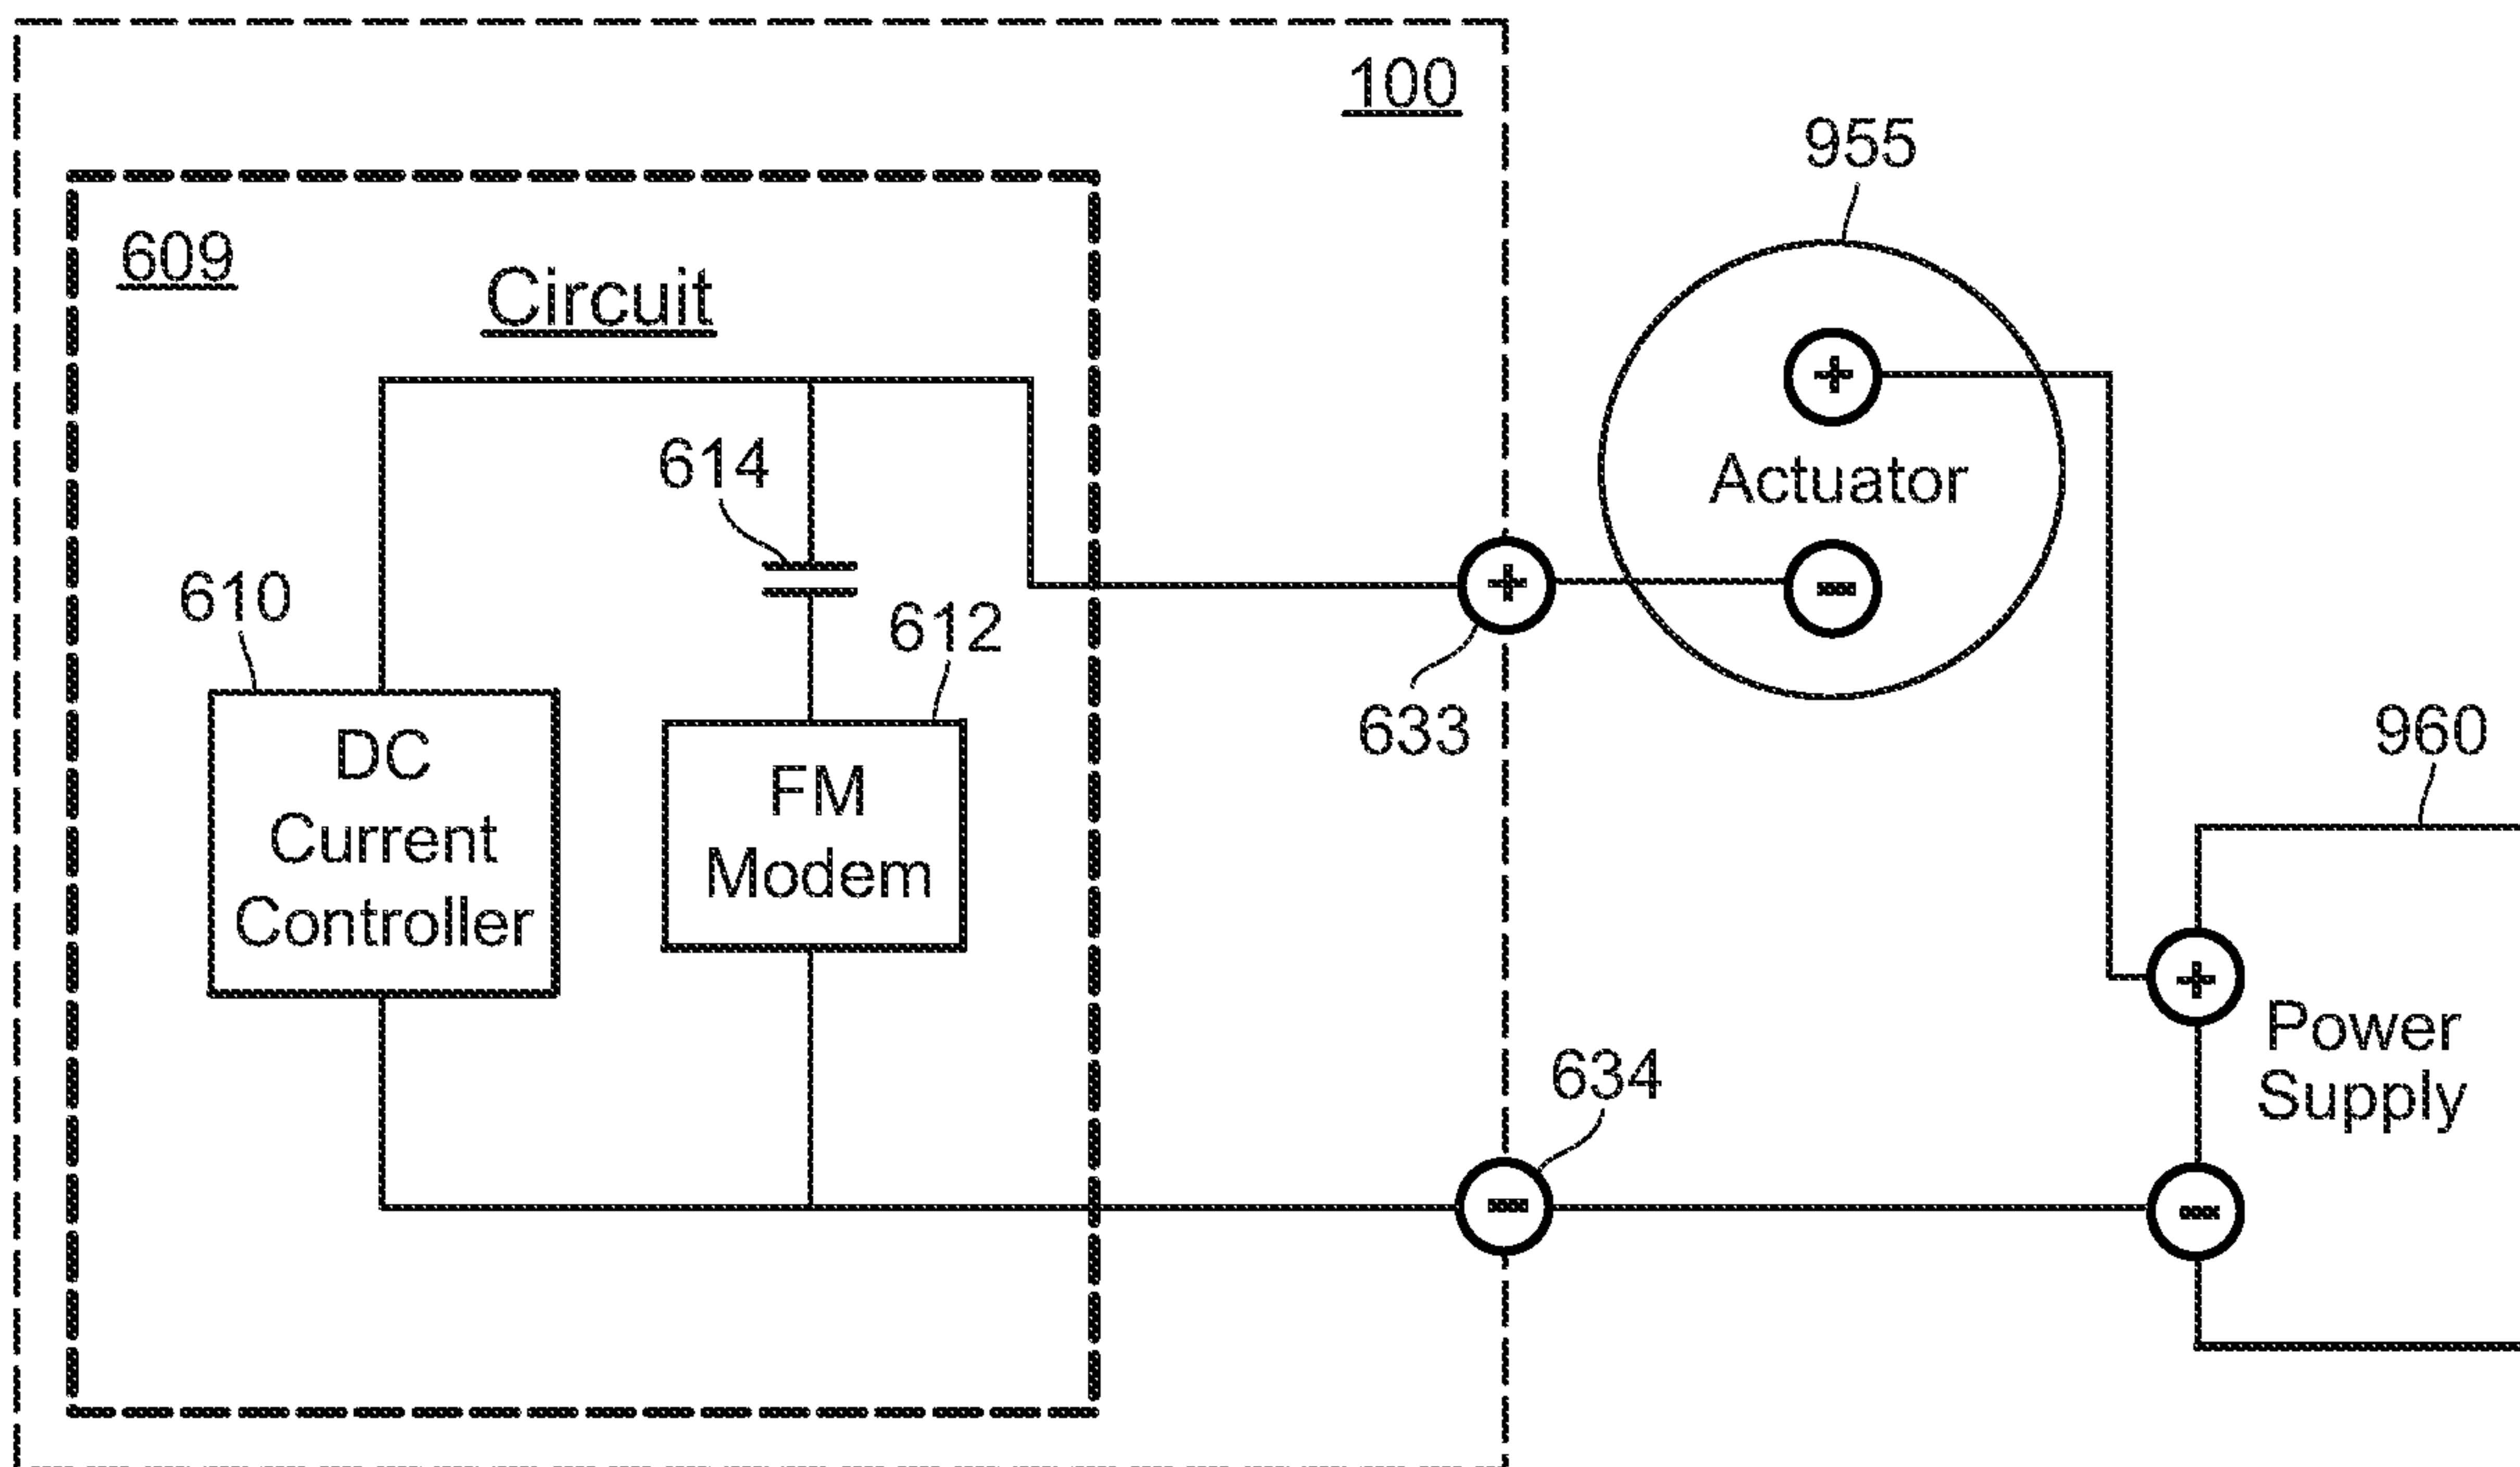 100
955
609
Circuit
+
614
Actuator
610
+
−
612
633
DC
Current
Controller
FM
Modem
960
+
Power
Supply
634
−
−